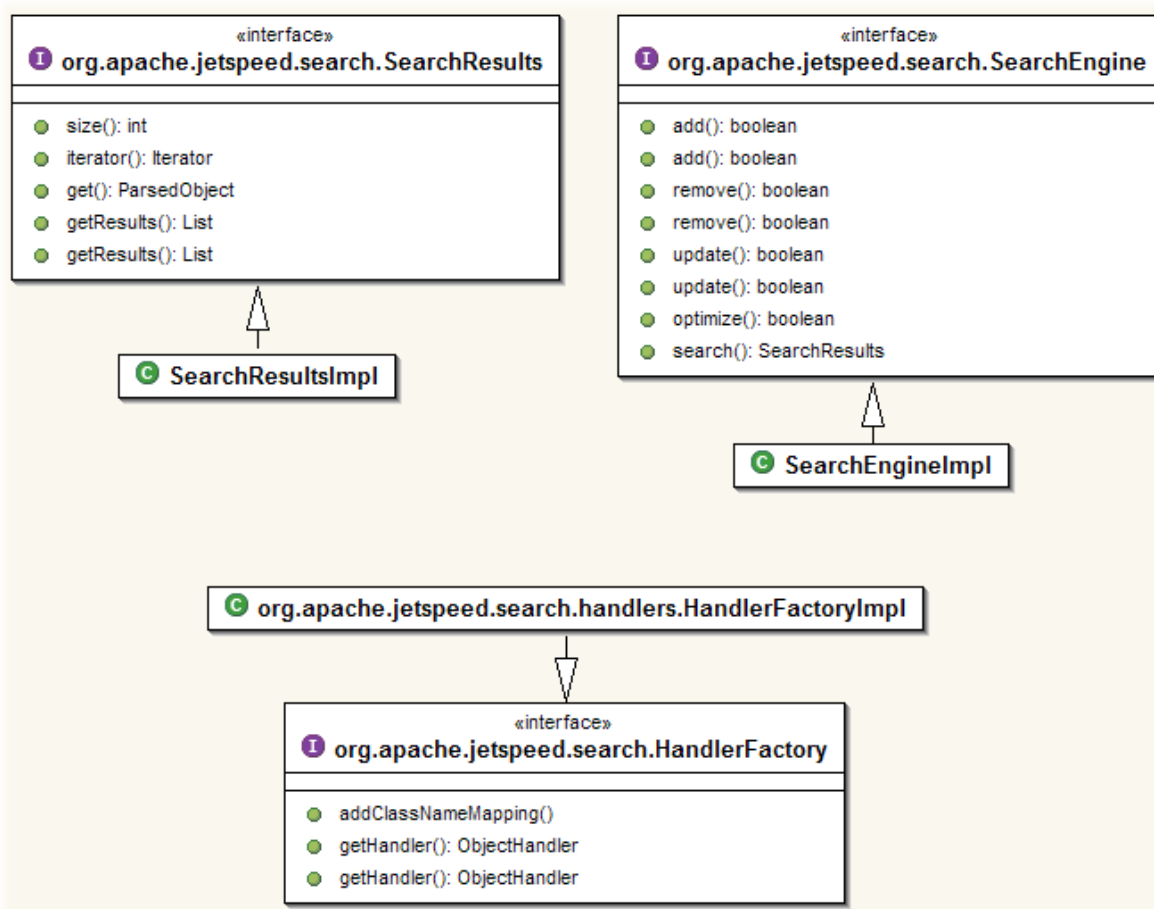 «interface»
I org.apache.jetspeed.search.SearchResults
size(): int
iterator(): Iterator
get(): ParsedObject
getResults(): List
getResults(): List
C SearchResultsImpl
«interface»
I org.apache.jetspeed.search.SearchEngine
add(): boolean
add(): boolean
remove(): boolean
remove(): boolean
update(): boolean
update(): boolean
optimize(): boolean
search(): SearchResults
C SearchEngineImpl
C org.apache.jetspeed.search.handlers.HandlerFactoryImpl
«interface»
I org.apache.jetspeed.search.HandlerFactory
addClassNameMapping()
getHandler(): ObjectHandler
getHandler(): ObjectHandler